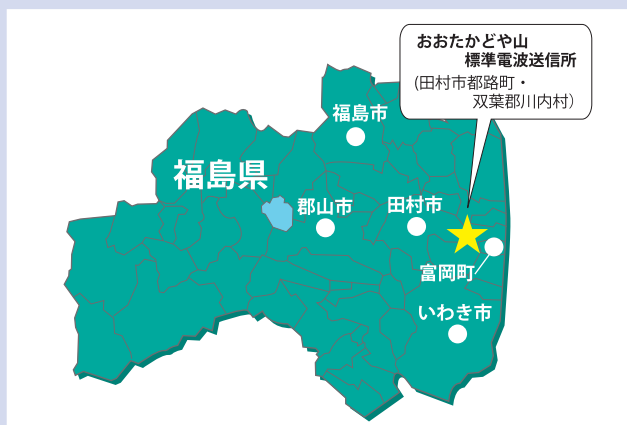 おおたかどや山
標準電波送信所
(田村市都路町・
双葉郡川内村）
福島市
福島県
郡山市
田村市
富岡町
いわき市